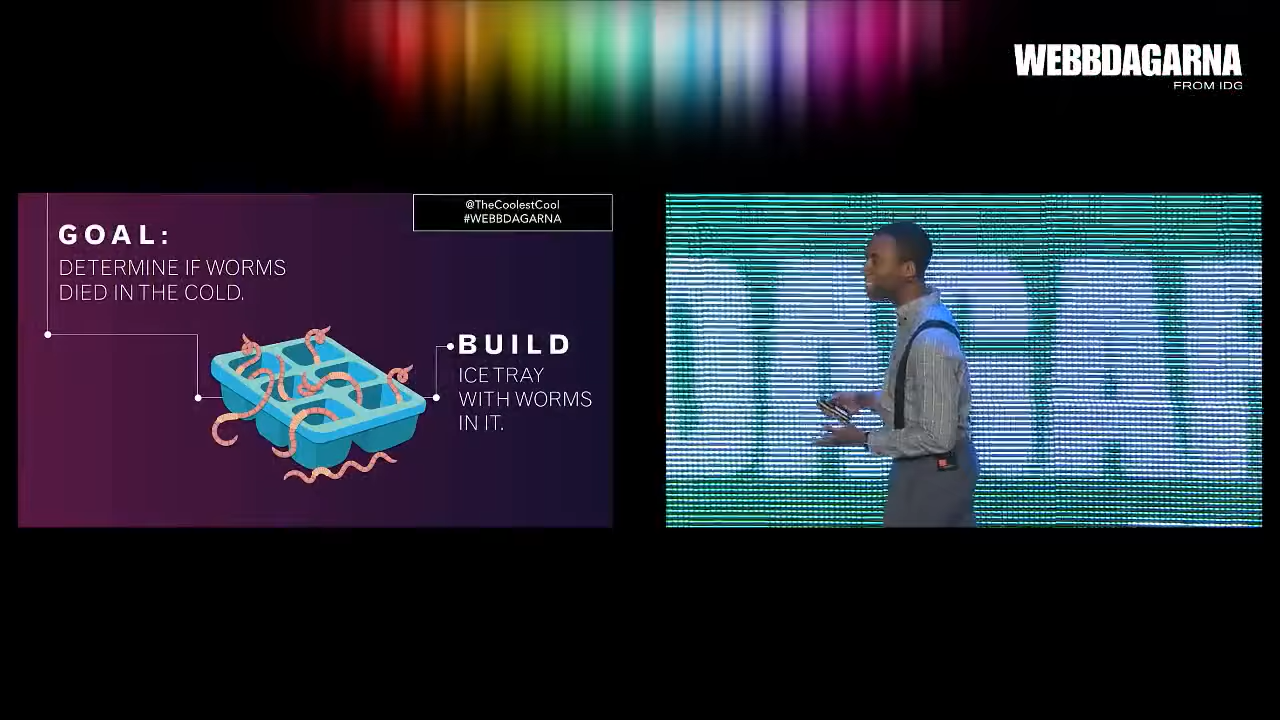 WEBBDAGARNA
FROM IDG
@TheCoolestCool
#WEBBDAGARNA
GOAL:
DETERMINE IF WORMS
DIED IN THE COLD.
BUILD
ICE TRAY
WITH WORMS
IN IT.